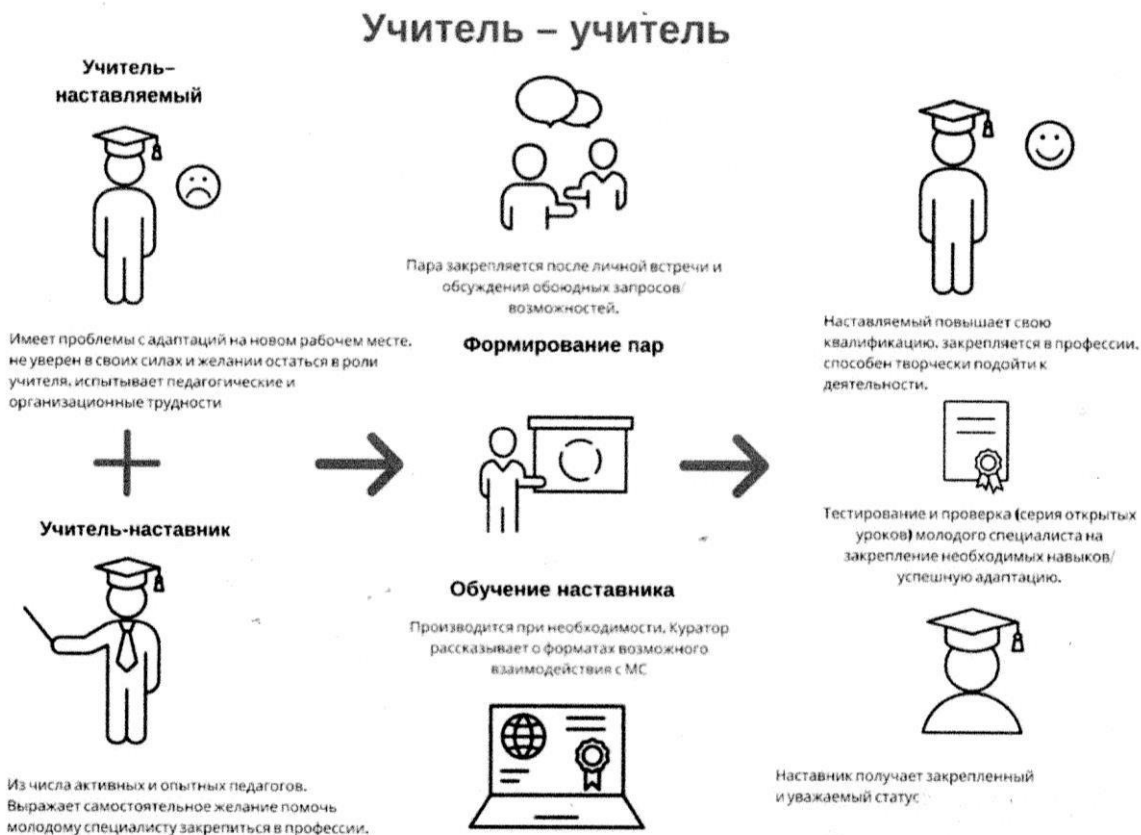 Учитель – учитель
Учитель–
наставляемый
Имеет проблемы с адаптаций на новом рабочем месте.
не уверен в своих силах и желании остаться в роли
учителя, испытывает педагогические и
организационные трудности
Учитель-наставник
Из числа активных и опытных педагогов.
Выражает самостоятельное желание помочь
молодому специалисту закрепиться в профессии.
Пара закрепляется после личной встречи и
обсуждения обоюдных запросов/
возможностей.
Формирование пар
Обучение наставника
Производится при необходимости. Куратор
рассказывает о форматах возможного
взаимодействия с МС
Наставляемый повышает свою
квалификацию. закрепляется в профессии.
способен творчески подойти к
деятельности.
Тестирование и проверка (серия открытых
уроков) молодого специалиста на
закрепление необходимых навыков/
успешную адаптацию.
Наставник получает закрепленный
и уважаемый статус